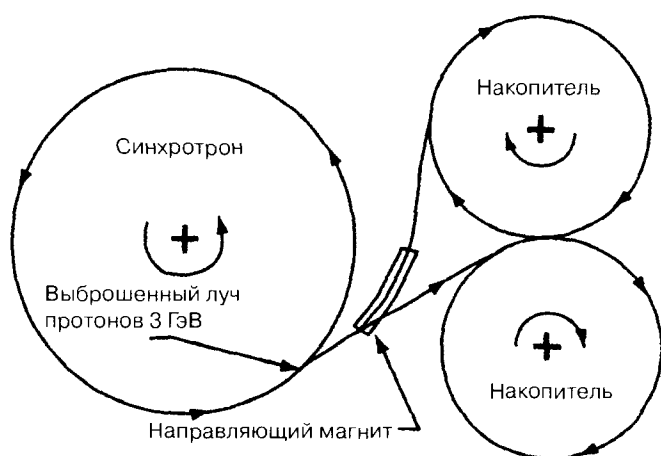 Накопитель
Синхротрон
Выброшенный луч
протонов 3 ГэВ
Накопитель
Направляющий магнит